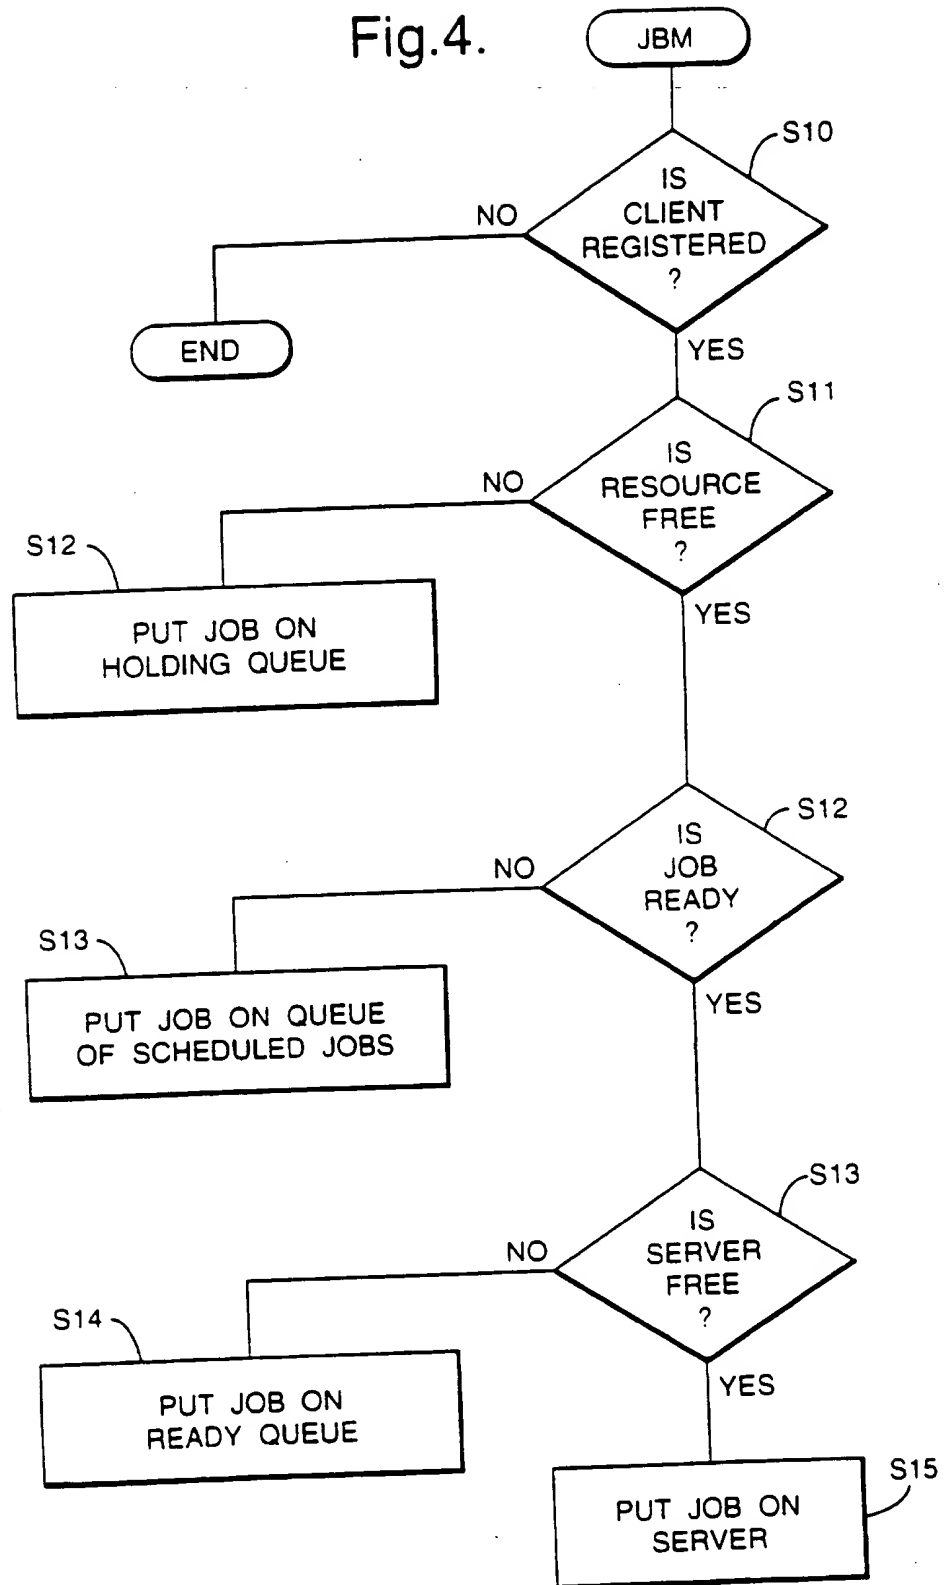 Fig.4.
JBM
S10
IS
CLIENT
REGISTERED
?
NO
END
YES
S11
IS
RESOURCE
FREE
?
NO
S12
PUT JOB ON
HOLDING QUEUE
YES
S12
IS
JOB
READY
?
NO
S13
PUT JOB ON QUEUE
OF SCHEDULED JOBS
YES
S13
IS
SERVER
FREE
?
NO
S14
PUT JOB ON
READY QUEUE
YES
S15
PUT JOB ON
SERVER